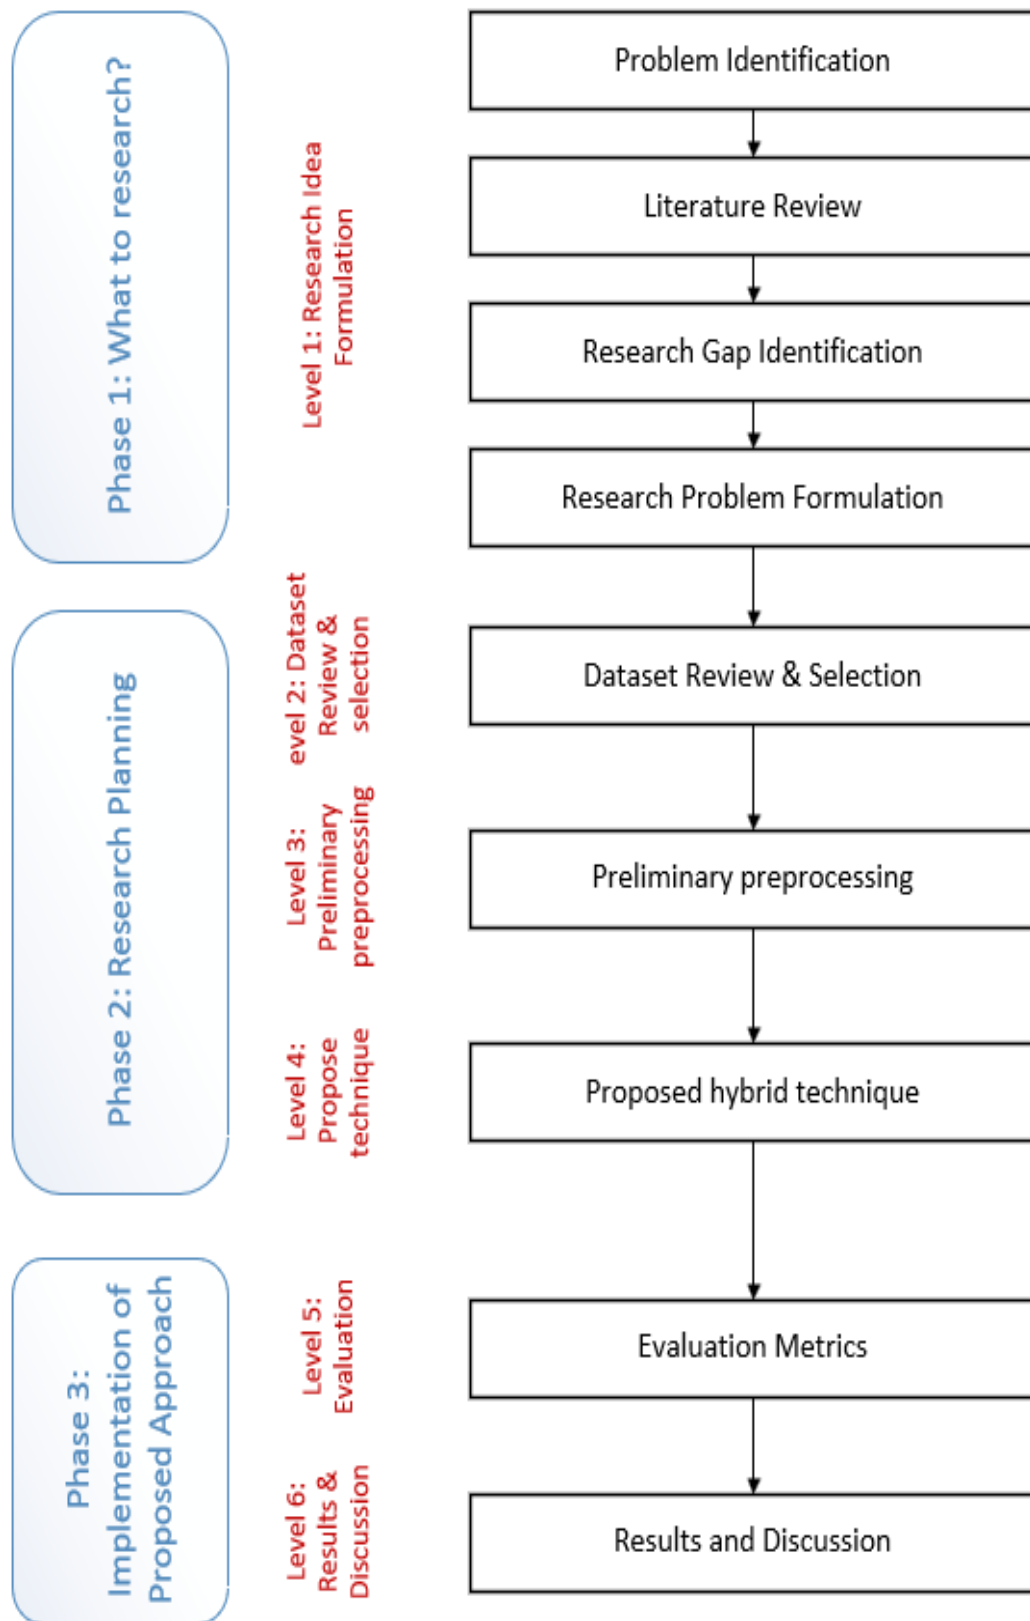 Phase 1: What to research?
Level 1: Research Idea
Formulation
Problem Identification
Literature Review
Research Gap Identification
Research Problem Formulation
Phase 2: Research Planning
evel 2: Dataset
Review &
selection
Dataset Review & Selection
Level 3:
Preliminary
preprocessing
Preliminary preprocessing
Level 4:
Propose
technique
Proposed hybrid technique
Phase 3:
Implementation of
Proposed Approach
Level 5:
Evaluation
Evaluation Metrics
Level 6:
Results &
Discussion
Results and Discussion